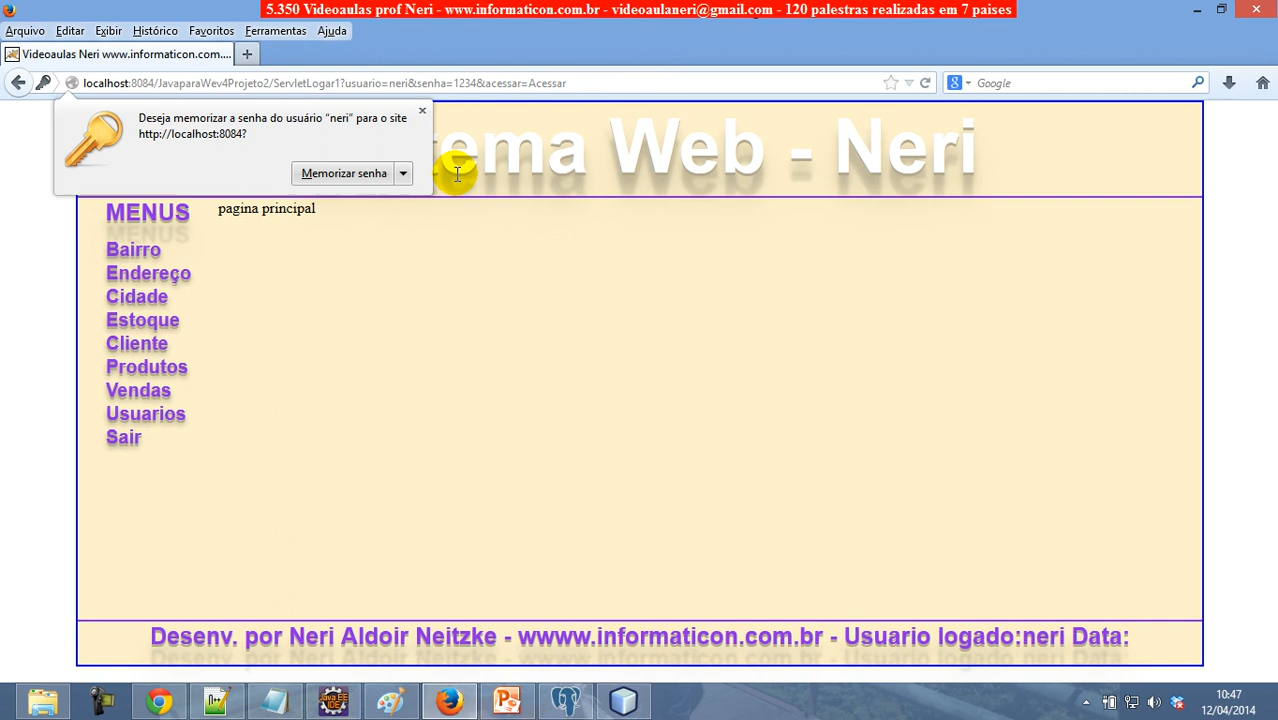 5.350 Videoaulas prof Neri - www.informaticon.com.br - videoaulaneri@gmail.com - 120 palestras realizadas em 7 paises
Arquivo Editar Exibir Histórico Favoritos Ferramentas Ajuda
Videoaulas Neri www.informaticon.com....
localhost:8084/JavaparaWev4Projeto2/ServletLogar1?usuario=neri&senha=1234&acessar=Acessar
Google
Deseja memorizar a senha do usuário "neri" para o site
http://localhost:8084?
Memorizar senha
tema Web - Neri
MENUS
pagina principal
Bairro
Endereço
Cidade
Estoque
Cliente
Produtos
Vendas
Usuarios
Sair
Desenv. por Neri Aldoir Neitzke - wwww.informaticon.com.br - Usuario logado:neri Data:
10:47
12/04/2014